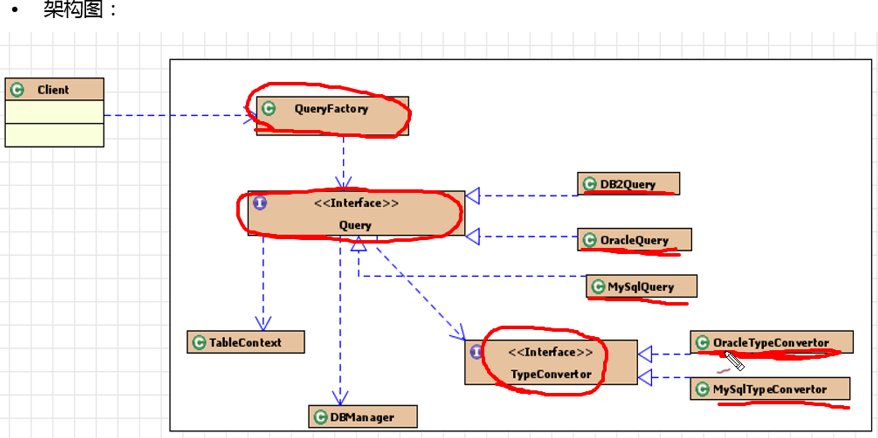 • 架构图：
Client
QueryFactory
<<Interface>>
Query
DB2Query
OracleQuery
MySqlQuery
TableContext
<<Interface>>
TypeConvertor
OracleTypeConvertor
MySqlTypeConvertor
DBManager